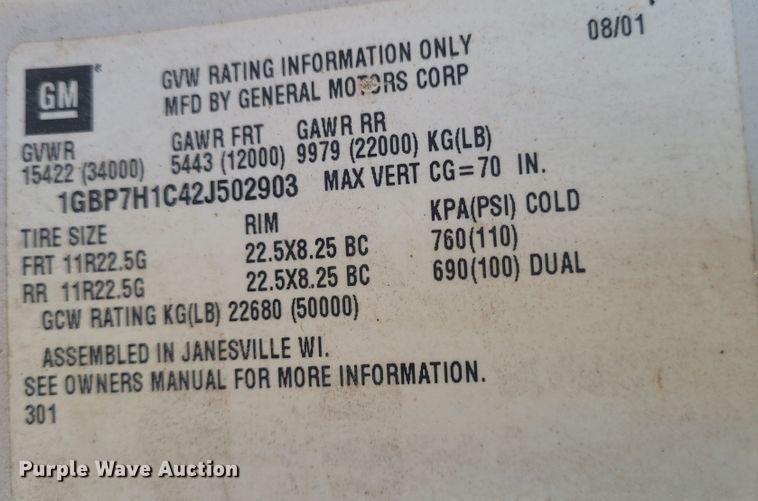 08/01
GM
®
GVW RATING INFORMATION ONLY
MFD BY GENERAL MOTORS CORP
GVWR GAWR FRT GAWR RR
15422 (34000) 5443 (12000) 9979 (22000) KG(LB)
1GBP7H1C42J502903 MAX VERT CG=70 IN.
TIRE SIZE RIM KPA(PSI) COLD
FRT 11R22.5G 22.5X8.25 BC 760(110)
RR 11R22.5G 22.5X8.25 BC 690(100) DUAL
GCW RATING KG(LB) 22680 (50000)
ASSEMBLED IN JANESVILLE WI.
SEE OWNERS MANUAL FOR MORE INFORMATION.
301
Purple Wave Auction